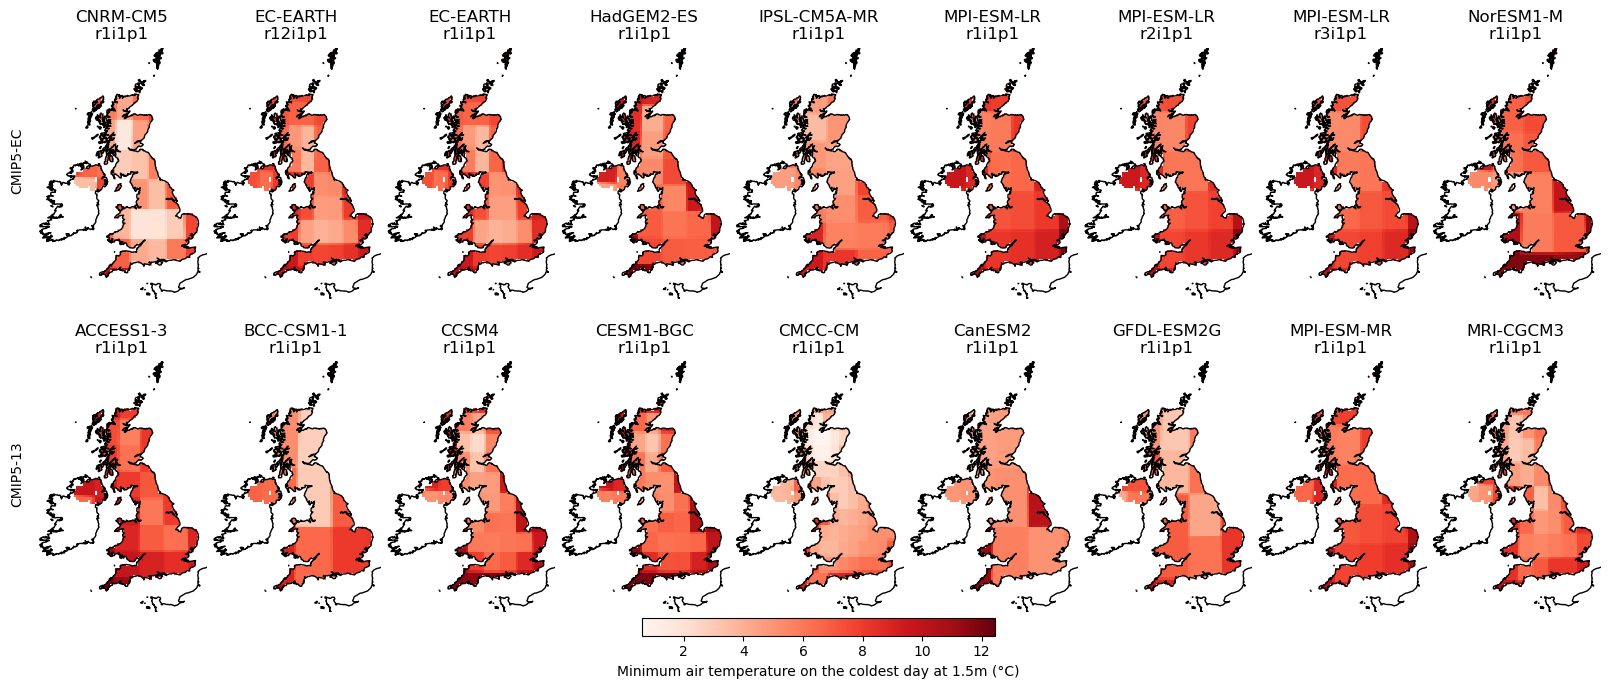 CNRM-CM5 EC-EARTH EC-EARTH HadGEM2-ES IPSL-CM5A-MR MPI-ESM-LR MPI-ESM-LR MPI-ESM-LR NorESM1-M
r1i1p1 r12i1p1 r1i1p1 r1i1p1 r1i1p1 r1i1p1 r2i1p1 r3i1p1 r1i1p1
CMIP5-EC
ACCESS1-3 BCC-CSM1-1 CCSM4 CESM1-BGC CMCC-CM CanESM2 GFDL-ESM2G MPI-ESM-MR MRI-CGCM3
r1i1p1 r1i1p1 r1i1p1 r1i1p1 r1i1p1 r1i1p1 r1i1p1 r1i1p1 r1i1p1
CMIP5-13
2 4 6 8 10 12
Minimum air temperature on the coldest day at 1.5m (°C)